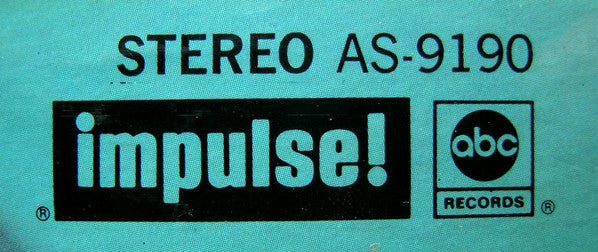 STEREO AS-9190
impulse!
abc
RECORDS
® ®